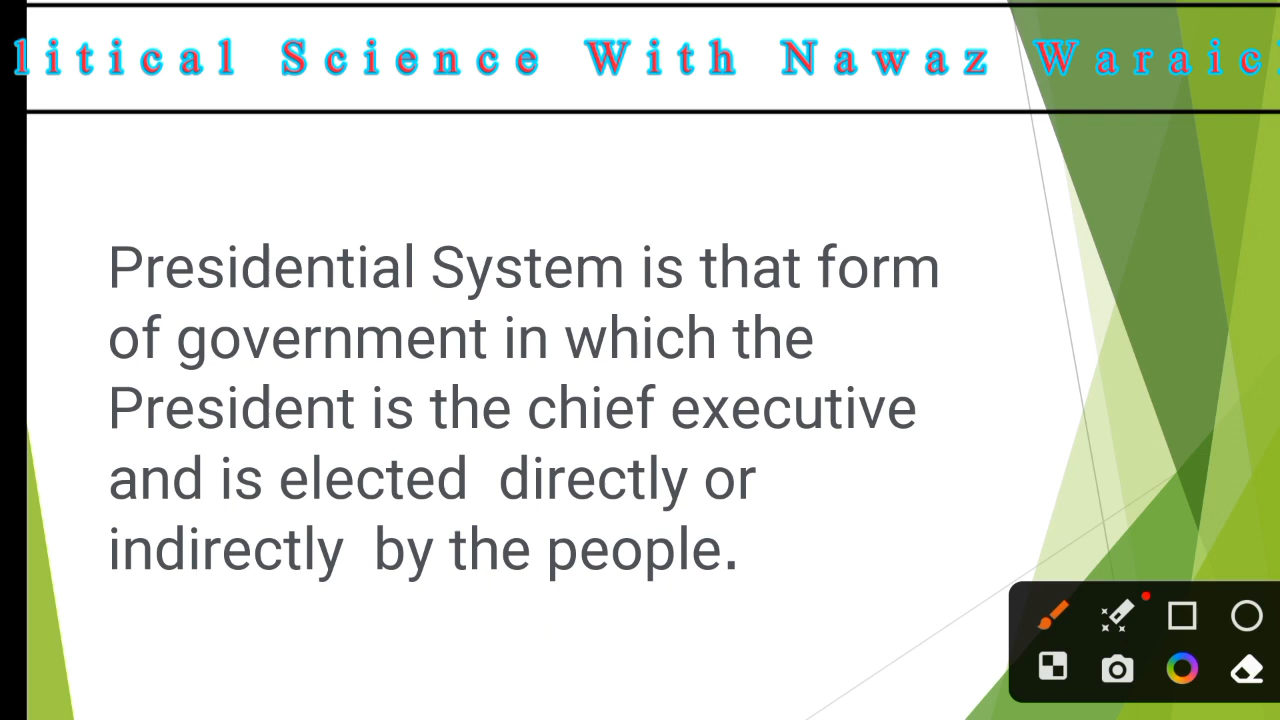 litical Science With Nawaz Waraic
Presidential System is that form
of government in which the
President is the chief executive
and is elected directly or
indirectly by the people.